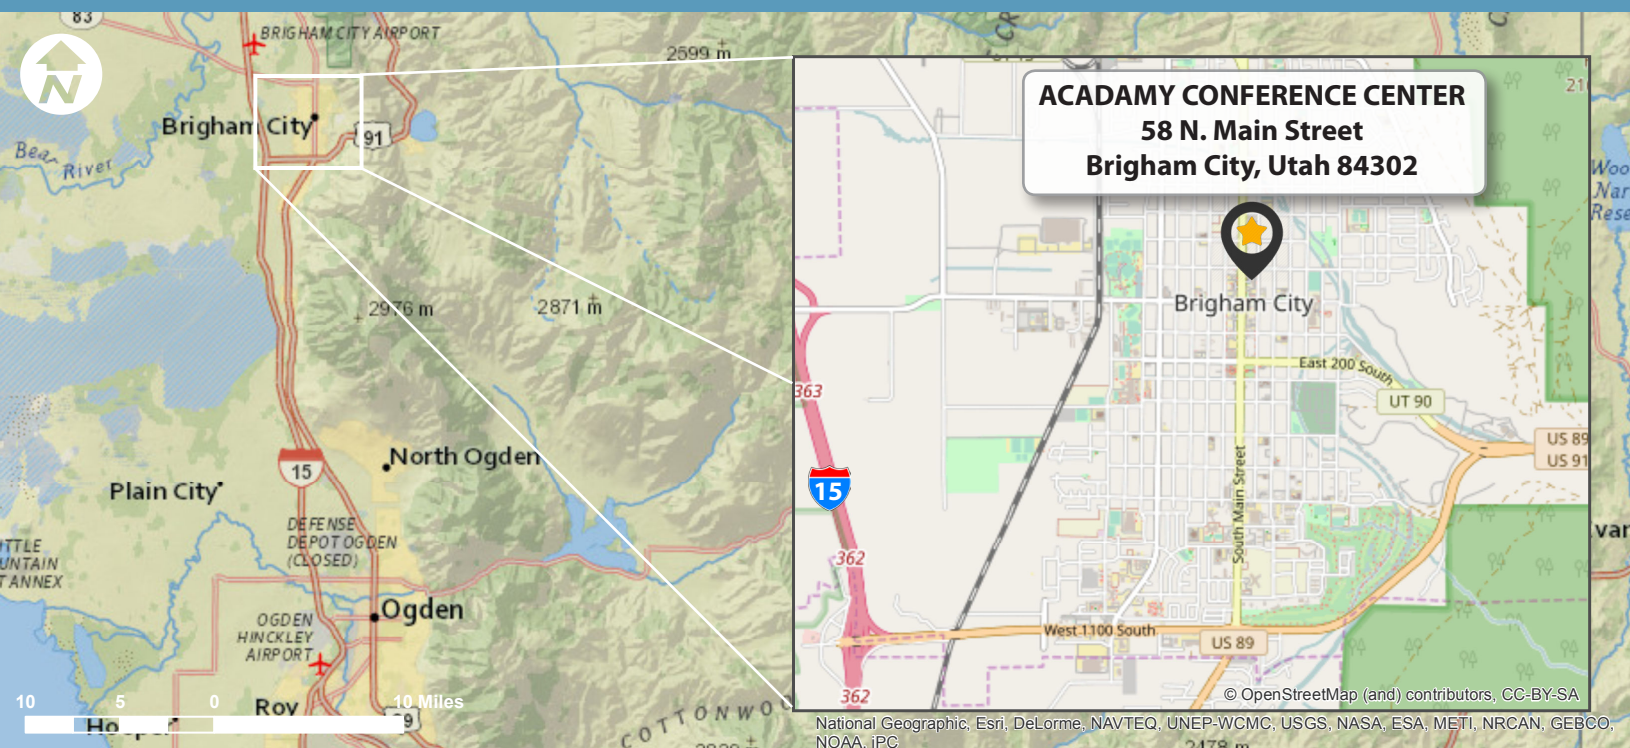 83
BRIGHAM CITY AIRPORT
2599 m
N
Brigham City
91
Bear River
ACADAMY CONFERENCE CENTER
58 N. Main Street
Brigham City, Utah 84302
Brigham City
2976 m
2871 m
East 200 South
363
UT 90
US 89
US 91
North Ogden
15
15
Plain City
South Main Street
DEFENSE
DEPOT OGDEN
(CLOSED)
362
Ogden
OGDEN
HINCKLEY
AIRPORT
West 1100 South
US 89
362
10 5 0 10 Miles
Roy
Hooper
COTTONWO
© OpenStreetMap (and) contributors, CC-BY-SA
National Geographic, Esri, DeLorme, NAVTEQ, UNEP-WCMC, USGS, NASA, ESA, METI, NRCAN, GEBCO,
NOAA, iPC
2478 m